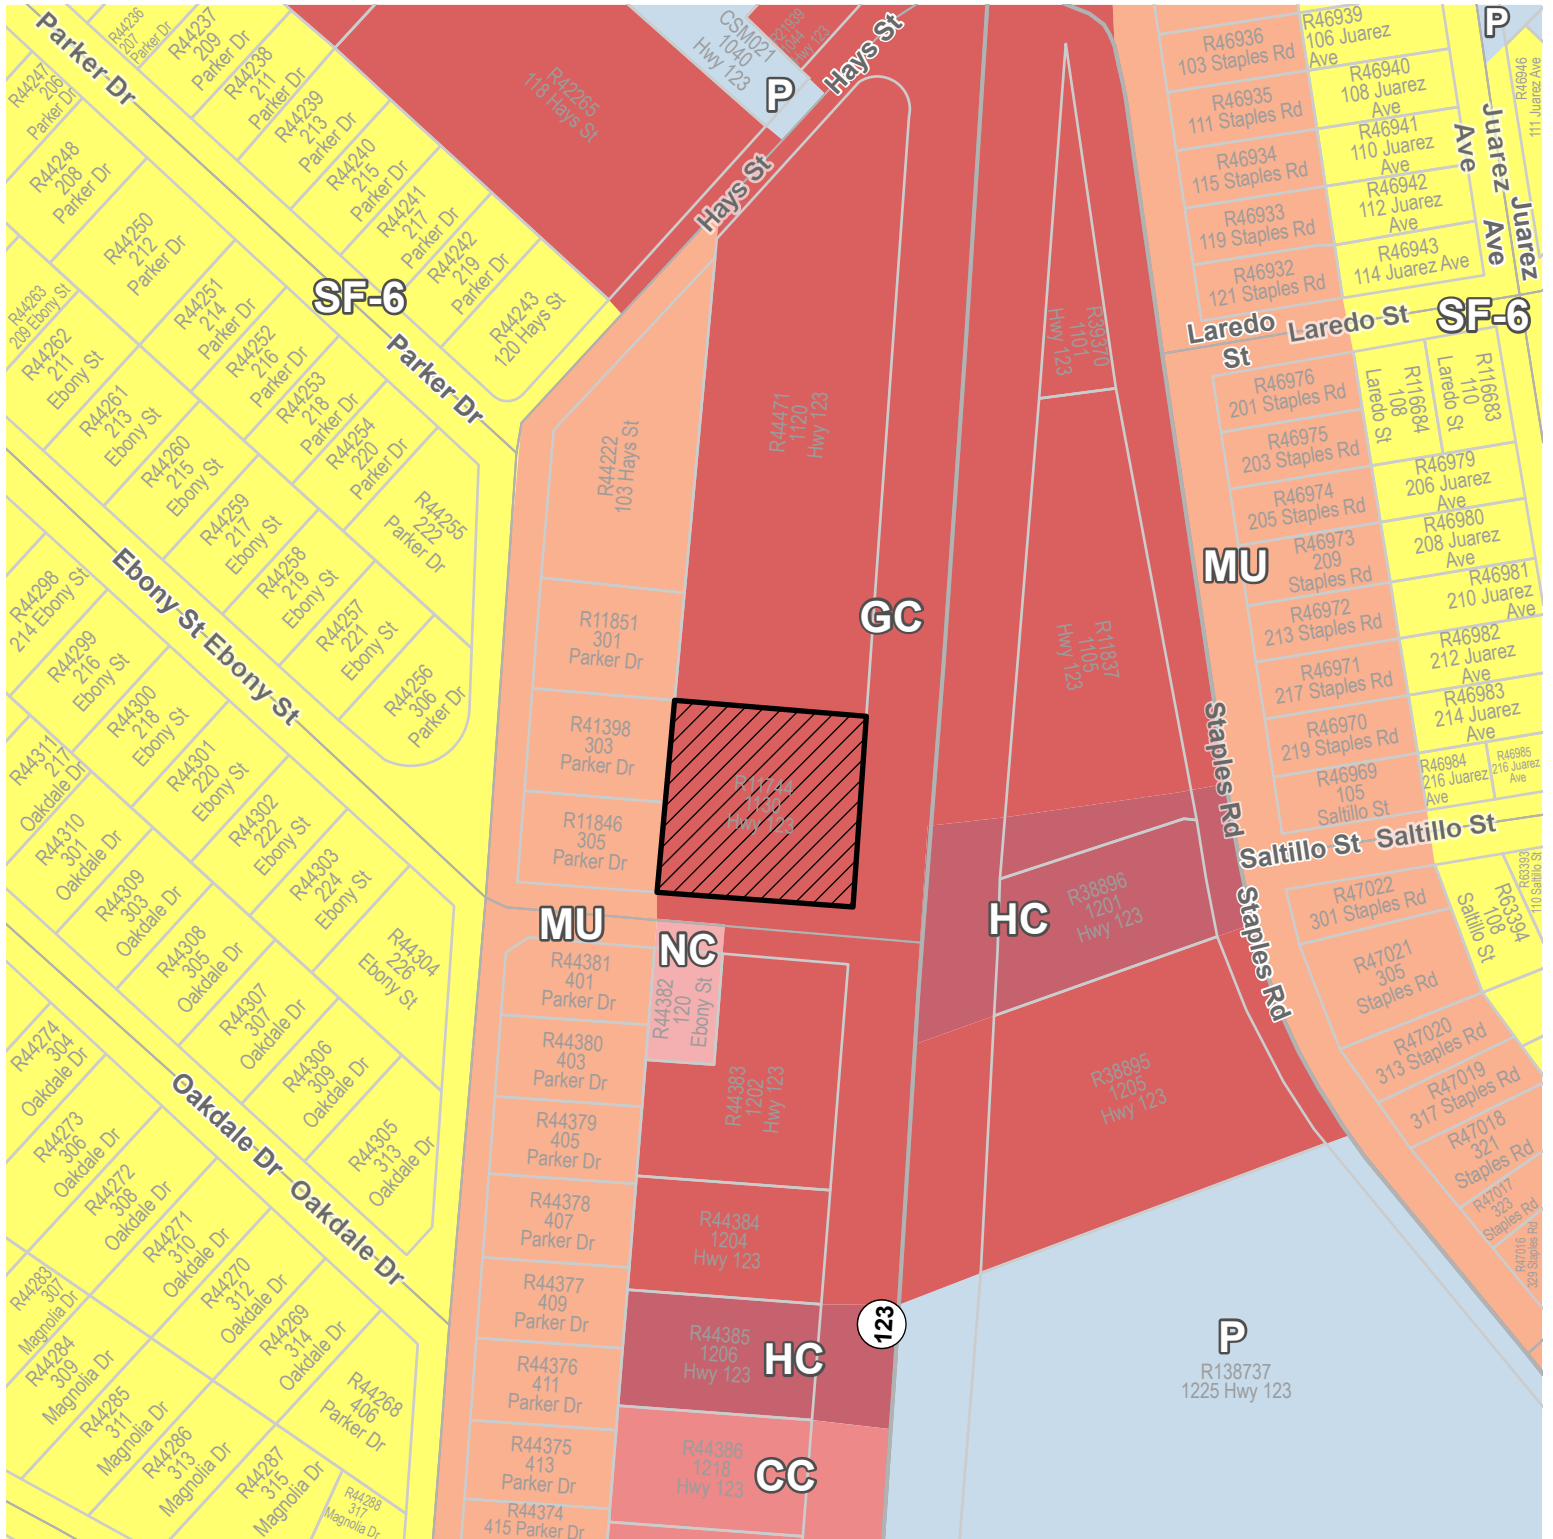 R44236
207
Parker Dr
R44237
209
Parker Dr
R44238
211
Parker Dr
R44239
213
Parker Dr
R44240
215
Parker Dr
R44241
217
Parker Dr
R44242
219
Parker Dr
R44243
120 Hays St
Parker Dr
R44247
206
Parker Dr
R44248
208
Parker Dr
R44250
212
Parker Dr
R44251
214
Parker Dr
R44252
216
Parker Dr
R44253
218
Parker Dr
R44254
220
Parker Dr
R44255
222
Parker Dr
SF-6
Parker Dr
R44263
209 Ebony St
R44262
211
Ebony St
R44261
213
Ebony St
R44260
215
Ebony St
R44259
217
Ebony St
R44258
219
Ebony St
R44257
221
Ebony St
R44256
306
Parker Dr
Ebony St
Ebony St
R44298
214 Ebony St
R44299
216
Ebony St
R44300
218
Ebony St
R44301
220
Ebony St
R44302
222
Ebony St
R44303
224
Ebony St
R44304
226
Ebony St
R44311
217
Oakdale Dr
R44310
301
Oakdale Dr
R44309
303
Oakdale Dr
R44308
305
Oakdale Dr
R44307
307
Oakdale Dr
R44306
309
Oakdale Dr
R44305
313
Oakdale Dr
Oakdale Dr
Oakdale Dr
R44274
304
Oakdale Dr
R44273
306
Oakdale Dr
R44272
308
Oakdale Dr
R44271
310
Oakdale Dr
R44270
312
Oakdale Dr
R44269
314
Oakdale Dr
R44268
406
Parker Dr
R44283
307
Magnolia Dr
R44284
309
Magnolia Dr
R44285
311
Magnolia Dr
R44286
313
Magnolia Dr
R44287
315
Magnolia Dr
R44288
317
Magnolia Dr
R42265
118 Hays St
CSM021
1040
Hwy 123
R21939
1044
Hwy 123
P
Hays St
Hays St
R44222
103 Hays St
R11851
301
Parker Dr
R41398
303
Parker Dr
R11846
305
Parker Dr
MU
R44381
401
Parker Dr
R44380
403
Parker Dr
R44379
405
Parker Dr
R44378
407
Parker Dr
R44377
409
Parker Dr
R44376
411
Parker Dr
R44375
413
Parker Dr
R44374
415 Parker Dr
R44471
1120
Hwy 123
GC
R11744
1130
Hwy 123
NC
R44382
120
Ebony St
R44383
1202
Hwy 123
R44384
1204
Hwy 123
R44385
1206
Hwy 123
HC
R44386
1218
Hwy 123
CC
123
R39370
1101
Hwy 123
R11837
1105
Hwy 123
HC
R38896
1201
Hwy 123
R38895
1205
Hwy 123
P
R138737
1225 Hwy 123
R46936
103 Staples Rd
R46935
111 Staples Rd
R46934
115 Staples Rd
R46933
119 Staples Rd
R46932
121 Staples Rd
R46939
106 Juarez
Ave
R46940
108 Juarez
Ave
R46941
110 Juarez
Ave
R46942
112 Juarez
Ave
R46943
114 Juarez Ave
P
R46946
111 Juarez Ave
Juarez
Ave
Juarez
Ave
Laredo
St
Laredo St
SF-6
R46976
201 Staples Rd
R46975
203 Staples Rd
R46974
205 Staples Rd
MU
R46973
209
Staples Rd
R46972
213 Staples Rd
R46971
217 Staples Rd
R46970
219 Staples Rd
R46969
105
Saltillo St
R116684
108
Laredo St
R116683
110
Laredo St
R46979
206 Juarez
Ave
R46980
208 Juarez
Ave
R46981
210 Juarez
Ave
R46982
212 Juarez
Ave
R46983
214 Juarez
Ave
R46984
216 Juarez
Ave
R46985
216 Juarez
Ave
Staples Rd
Staples Rd
Saltillo St
Saltillo St
R47022
301 Staples Rd
R47021
305
Staples Rd
R47020
313 Staples Rd
R47019
317 Staples Rd
R47018
321
Staples Rd
R47017
323
Staples Rd
R47016
329 Staples Rd
R63394
108
Saltillo St
R63393
110 Saltillo St